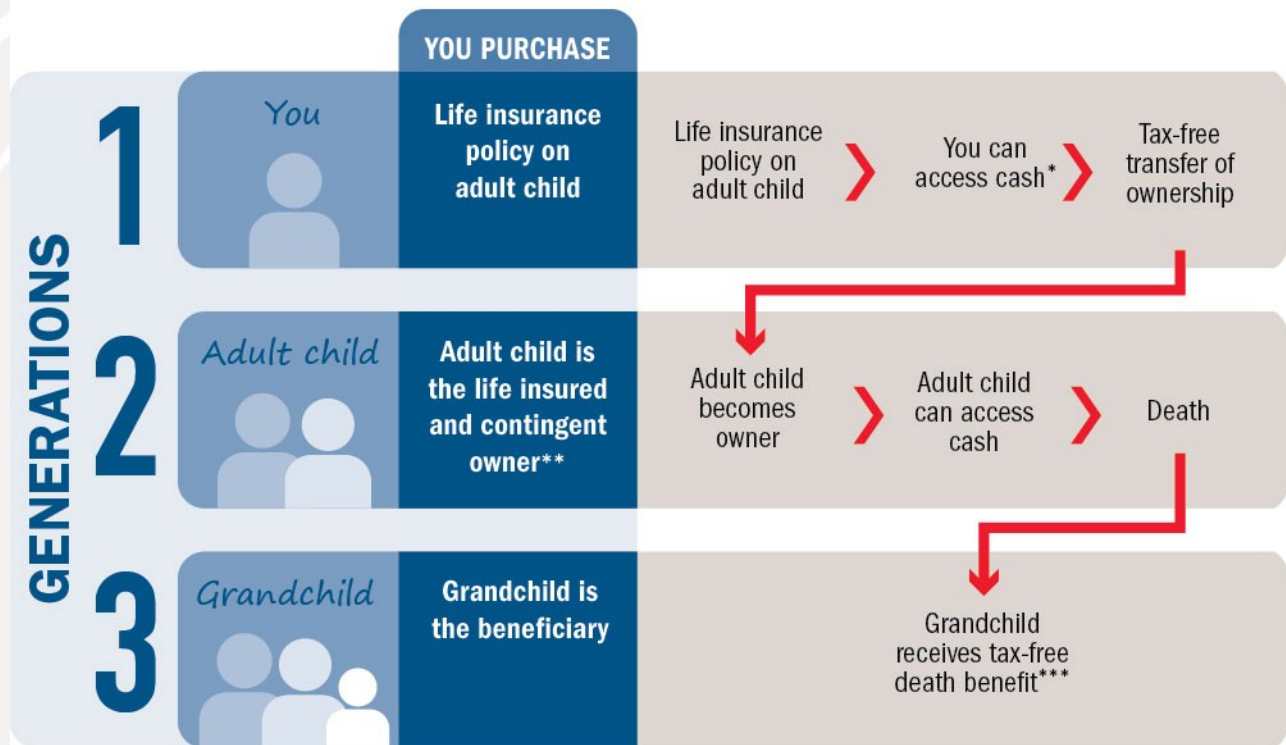 YOU PURCHASE
GENERATIONS
1
You
Life insurance
policy on
adult child
Life insurance
policy on
adult child
You can
access cash*
Tax-free
transfer of
ownership
2
Adult child
Adult child is
the life insured
and contingent
owner**
Adult child
becomes
owner
Adult child
can access
cash
Death
3
Grandchild
Grandchild is
the beneficiary
Grandchild
receives tax-free
death benefit***